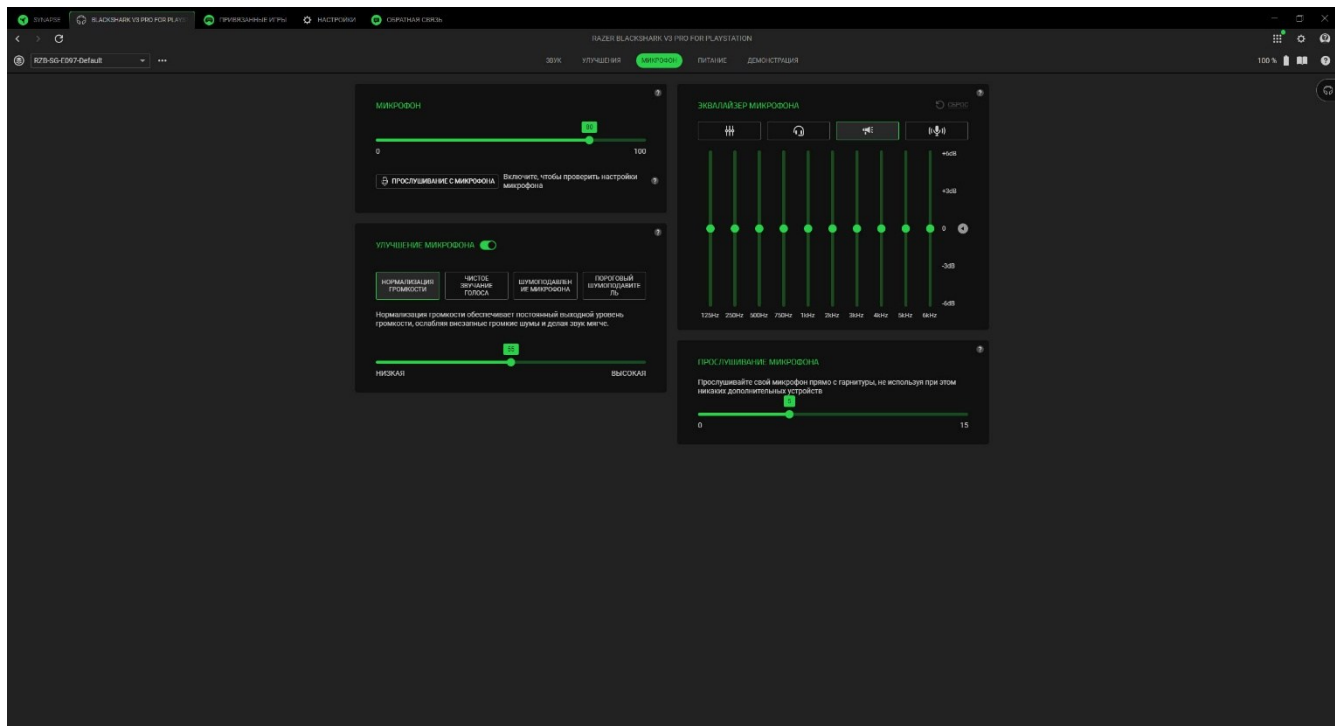 SYNAPSE BLACKSHARK V3 PRO FOR PLAYS ПРИВЯЗАННЫЕ ИГРЫ НАСТРОЙКИ ОБРАТНАЯ СВЯЗЬ
RAZER BLACKSHARK V3 PRO FOR PLAYSTATION
RZB-SG-E097-Default ••• ЗВУК УЛУЧШЕНИЯ МИКРОФОН ПИТАНИЕ ДЕМОНСТРАЦИЯ 100 %
МИКРОФОН
0 100
ПРОСЛУШИВАНИЕ С МИКРОФОНА
Включите, чтобы проверить настройки
микрофона
УЛУЧШЕНИЕ МИКРОФОНА
НОРМАЛИЗАЦИЯ
ГРОМКОСТИ
ЧИСТОЕ
ЗВУЧАНИЕ
ГОЛОСА
ШУМОПОДАВЛЕН
ИЕ МИКРОФОНА
ПОРОГОВЫЙ
ШУМОПОДАВИТЕ
ЛЬ
Нормализация громкости обеспечивает постоянный выходной уровень
громкости, ослабляя внезапные громкие шумы и делая звук мягче.
НИЗКАЯ ВЫСОКАЯ
ЭКВАЛАЙЗЕР МИКРОФОНА СБРОС
+6dB
+3dB
0
-3dB
-6dB
125Hz 250Hz 500Hz 750Hz 1kHz 2kHz 3kHz 4kHz 5kHz 6kHz
ПРОСЛУШИВАНИЕ МИКРОФОНА
Прослушивайте свой микрофон прямо с гарнитуры, не используя при этом
никаких дополнительных устройств
0 15